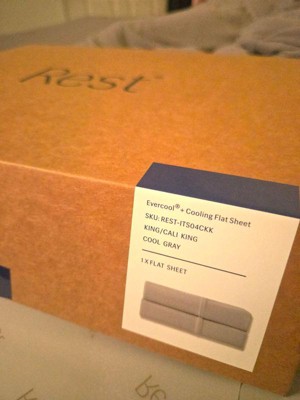 Rest®
Evercool®+ Cooling Flat Sheet
SKU: REST-ITS04CKK
KING/CALI KING
COOL GRAY
1 X FLAT SHEET